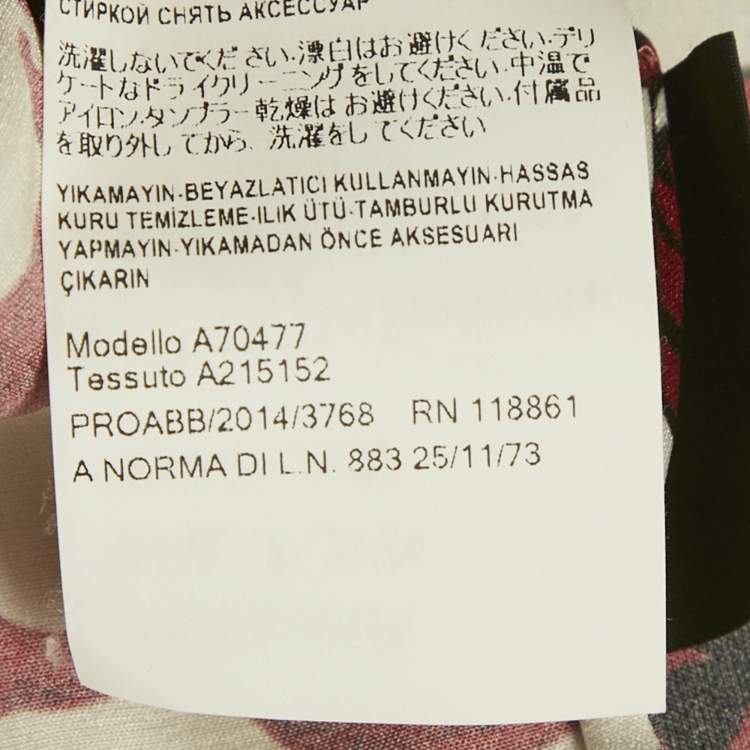 СТИРКОЙ СНЯТЬ АКСЕССУАР
洗濯しないでください·漂白はお避けください·デリ
ケートなドライクリーニングをしてください·中温で
アイロン·タンブラー乾燥はお避けください·付属品
を取り外してから、洗濯をしてください
YIKAMAYIN·BEYAZLATICI KULLANMAYIN·HASSAS
KURU TEMİZLEME·ILIK ÜTÜ·TAMBURLU KURUTMA
YAPMAYIN·YIKAMADAN ÖNCE AKSESUARI
ÇIKARIN
Modello A70477
Tessuto A215152
PROABB/2014/3768 RN 118861
A NORMA DI L.N. 883 25/11/73